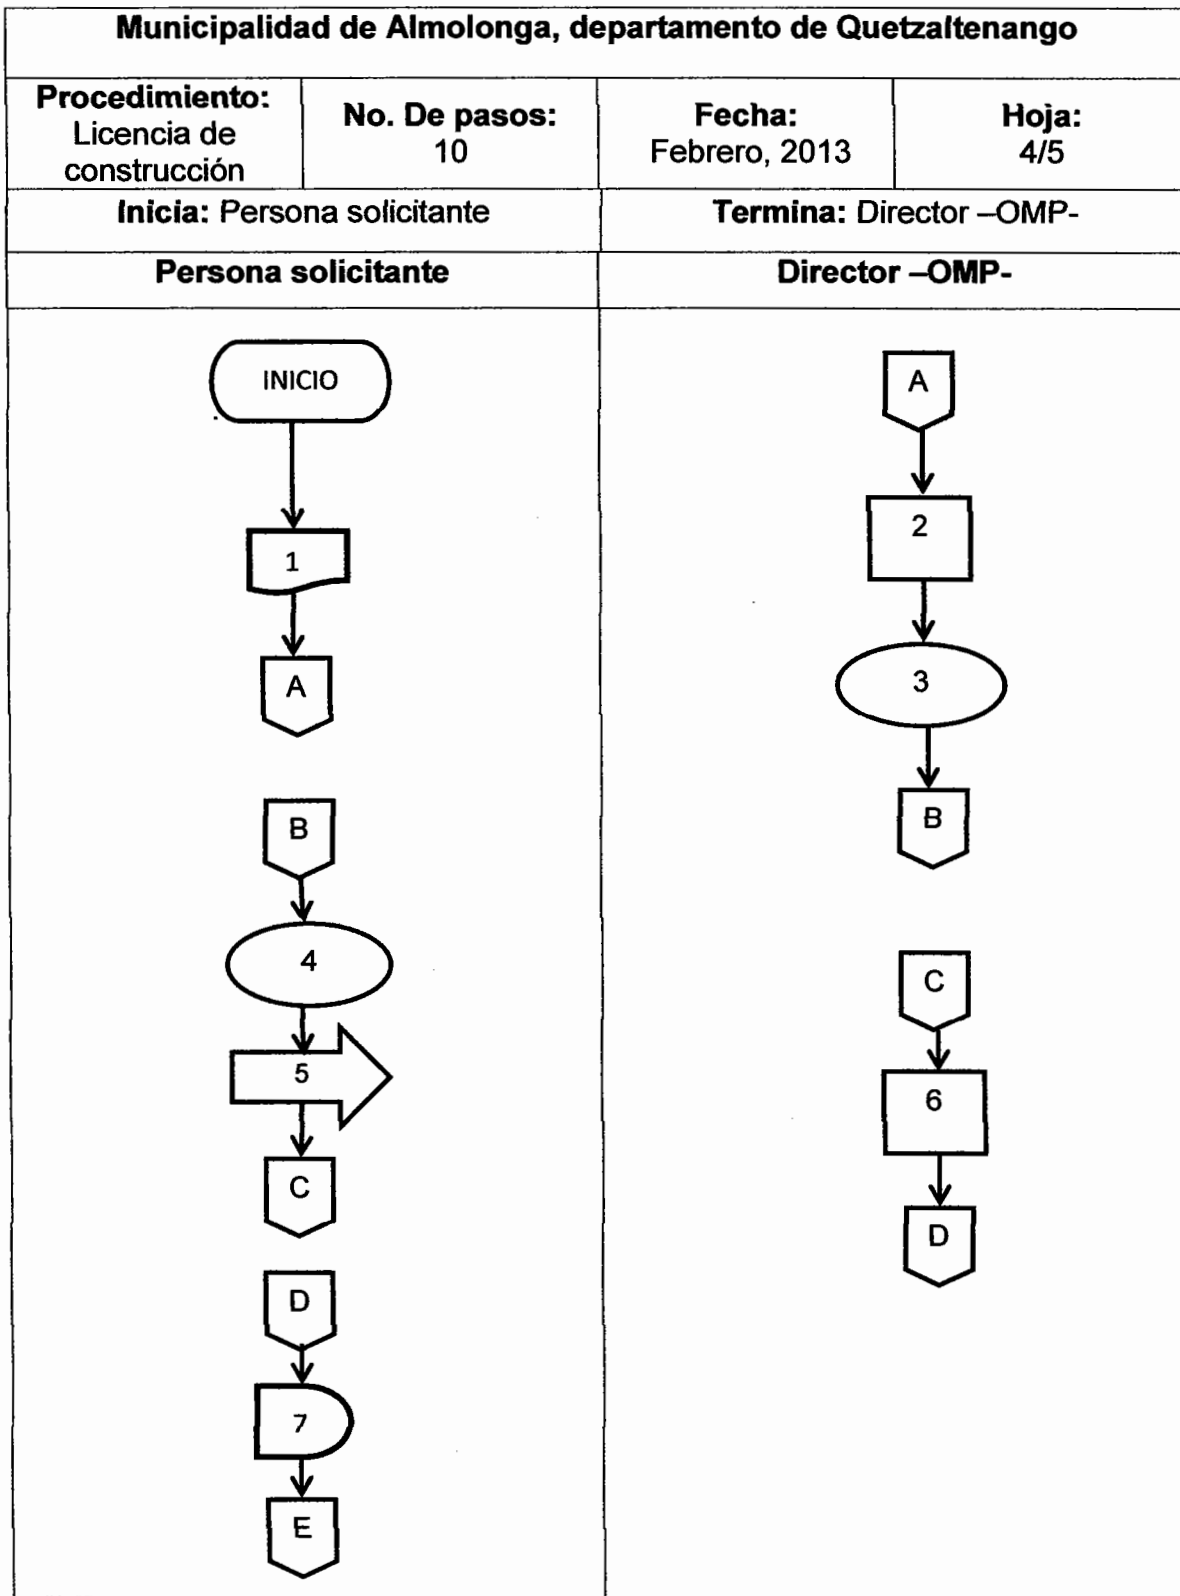 Municipalidad de Almolonga, departamento de Quetzaltenango
Procedimiento:
Licencia de
construcción
No. De pasos:
10
Fecha:
Febrero, 2013
Hoja:
4/5
Inicia: Persona solicitante
Termina: Director –OMP-
Persona solicitante
Director –OMP-
INICIO
1
A
B
4
5
C
D
7
E
A
2
3
B
C
6
D